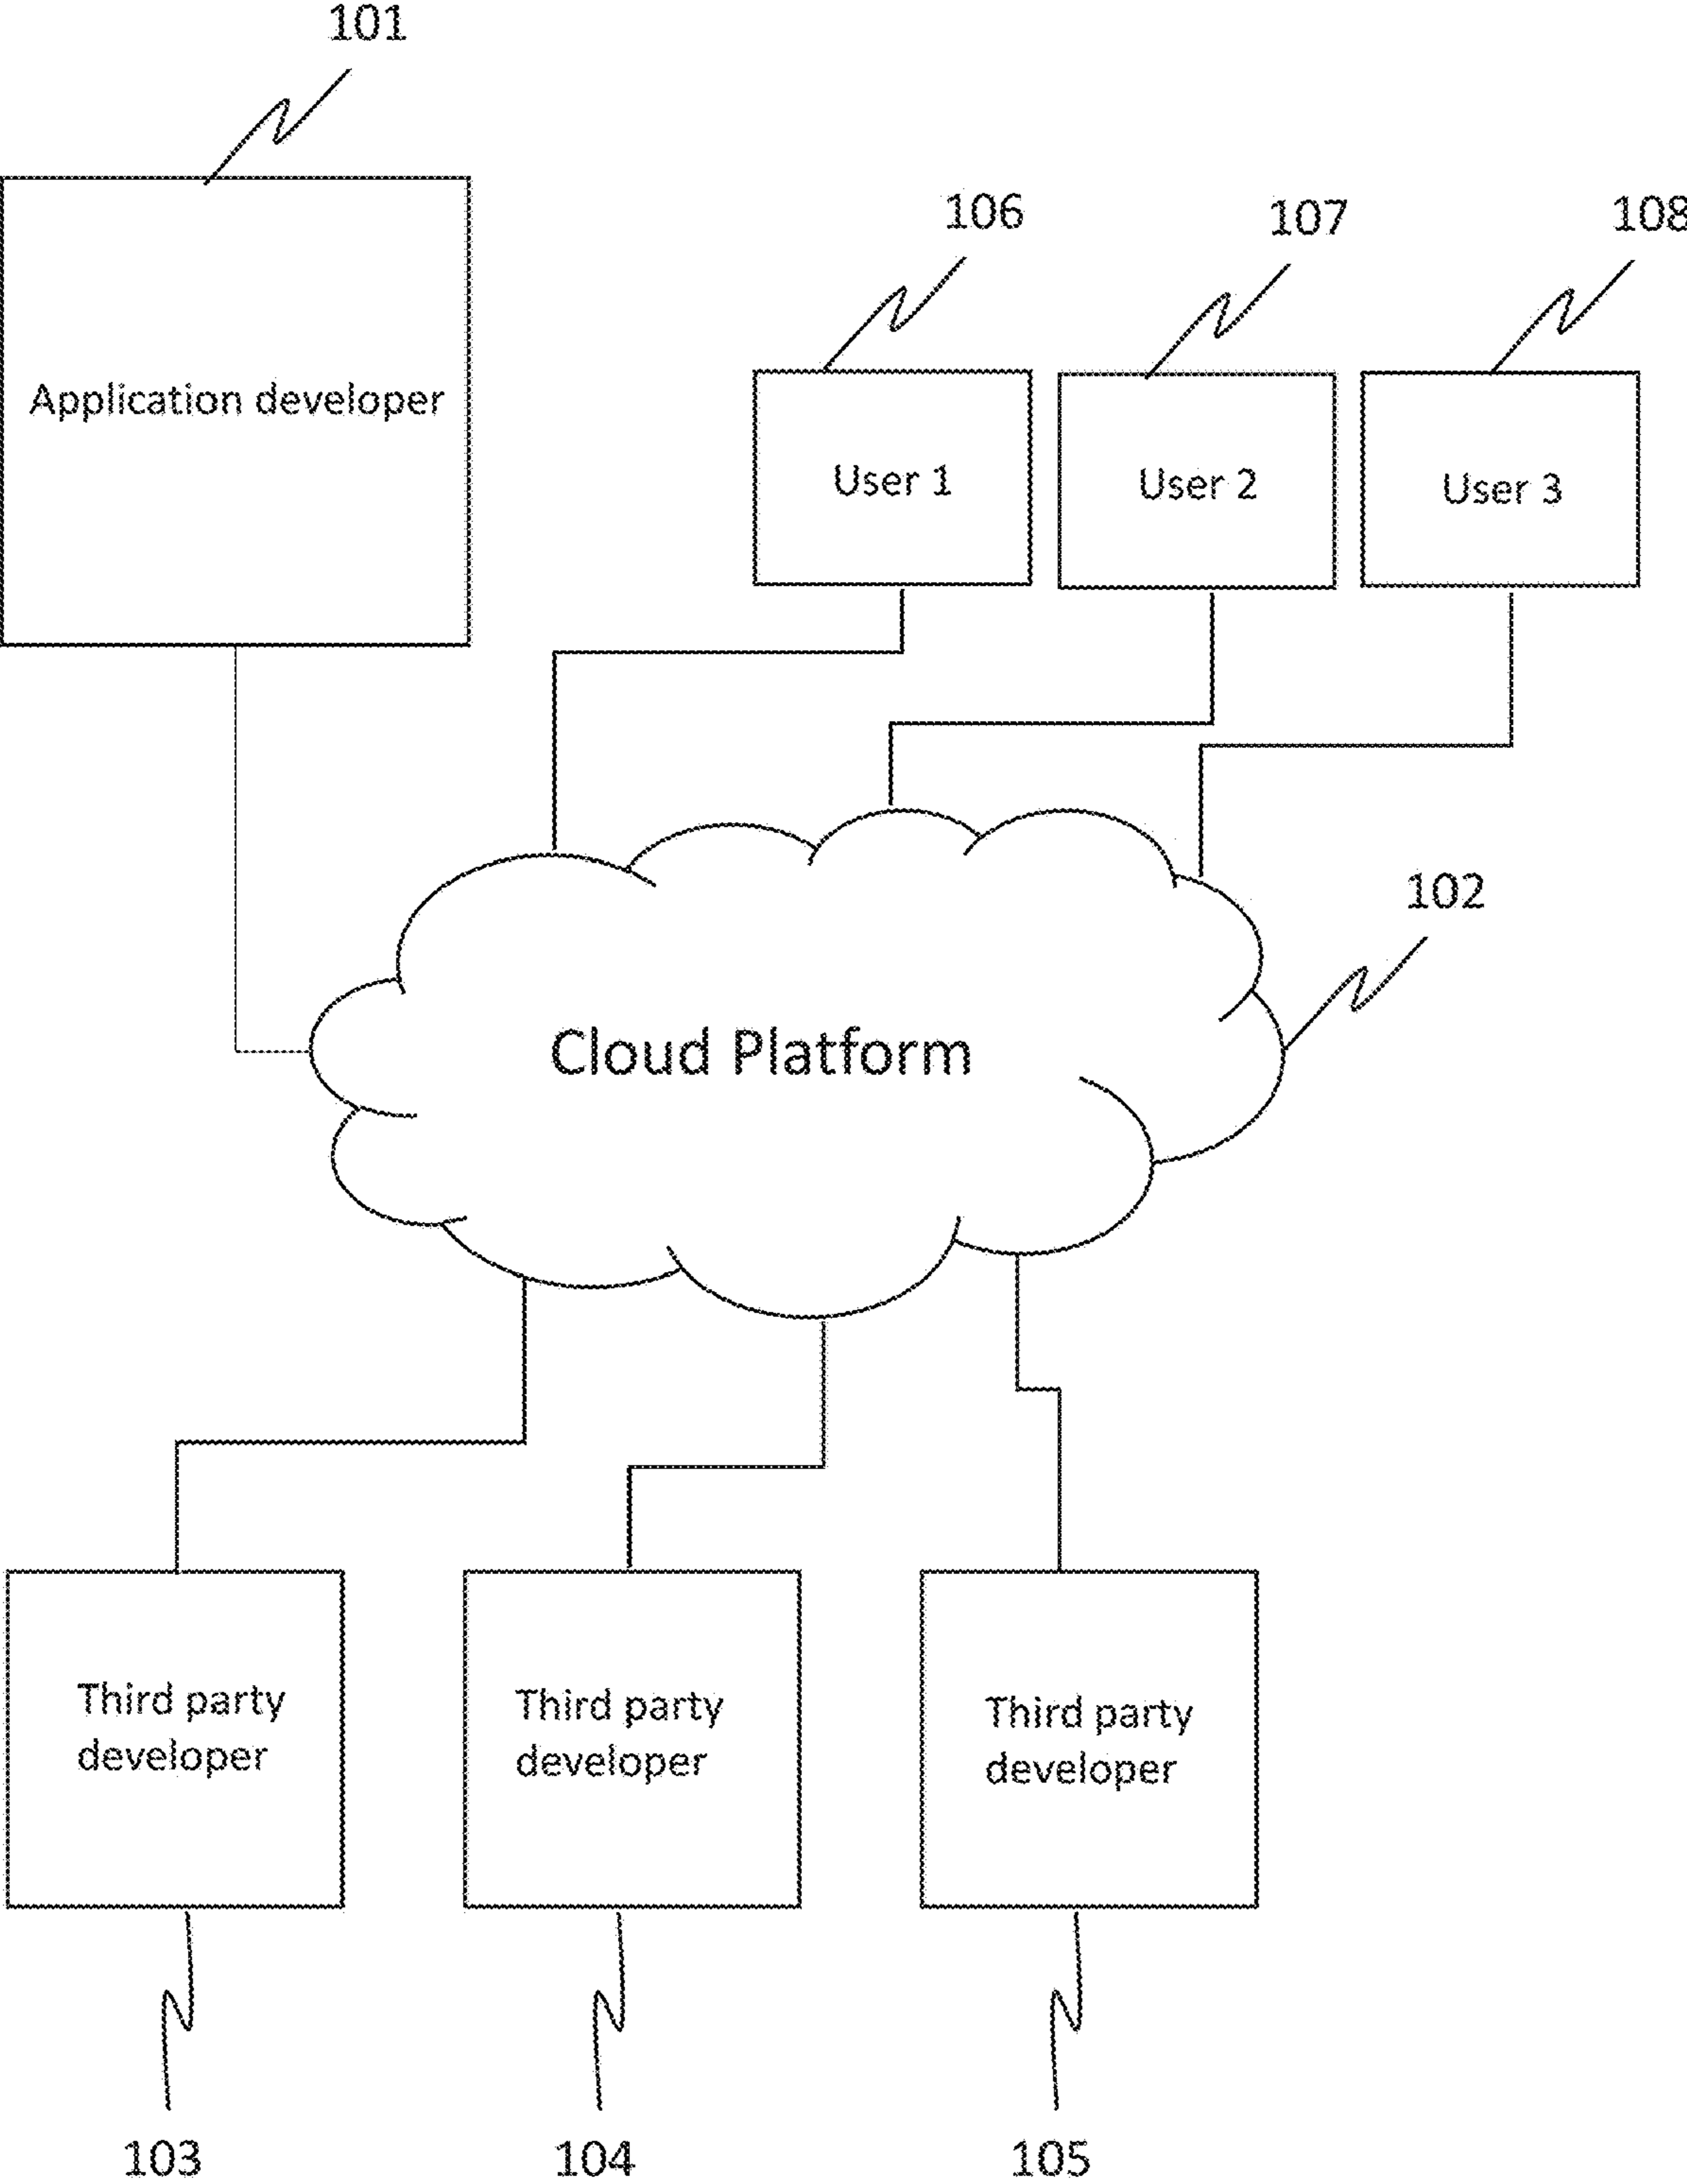 101
106
107
108
Application developer
User 1
User 2
User 3
102
Cloud Platform
Third party
developer
Third party
developer
Third party
developer
103
104
105